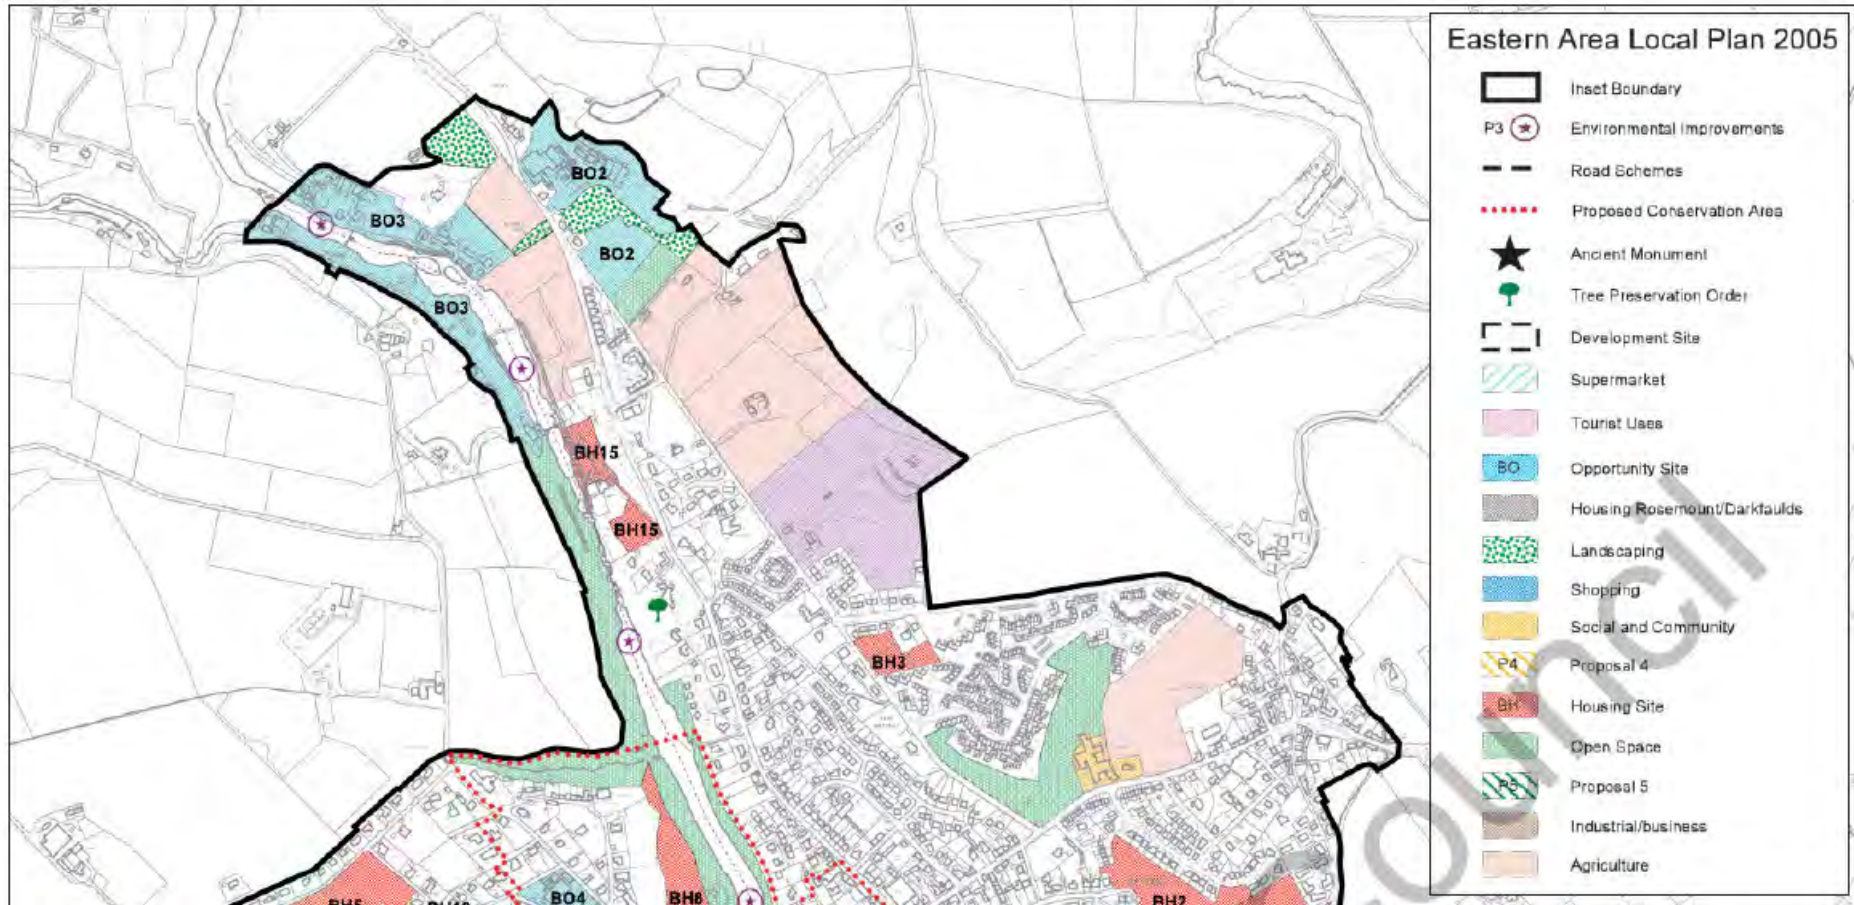 Eastern Area Local Plan 2005
Inset Boundary
P3 Environmental Improvements
Road Schemes
Proposed Conservation Area
Ancient Monument
Tree Preservation Order
Development Site
Supermarket
Tourist Uses
BO Opportunity Site
Housing Rosemount/Darkfaulds
Landscaping
Shopping
Social and Community
P4 Proposal 4
BH Housing Site
Open Space
P5 Proposal 5
Industrial/business
Agriculture
BO2
BO3
BO2
BO3
BH15
BH15
BH3
BH5
BO4
BH8
BH2
ouncil